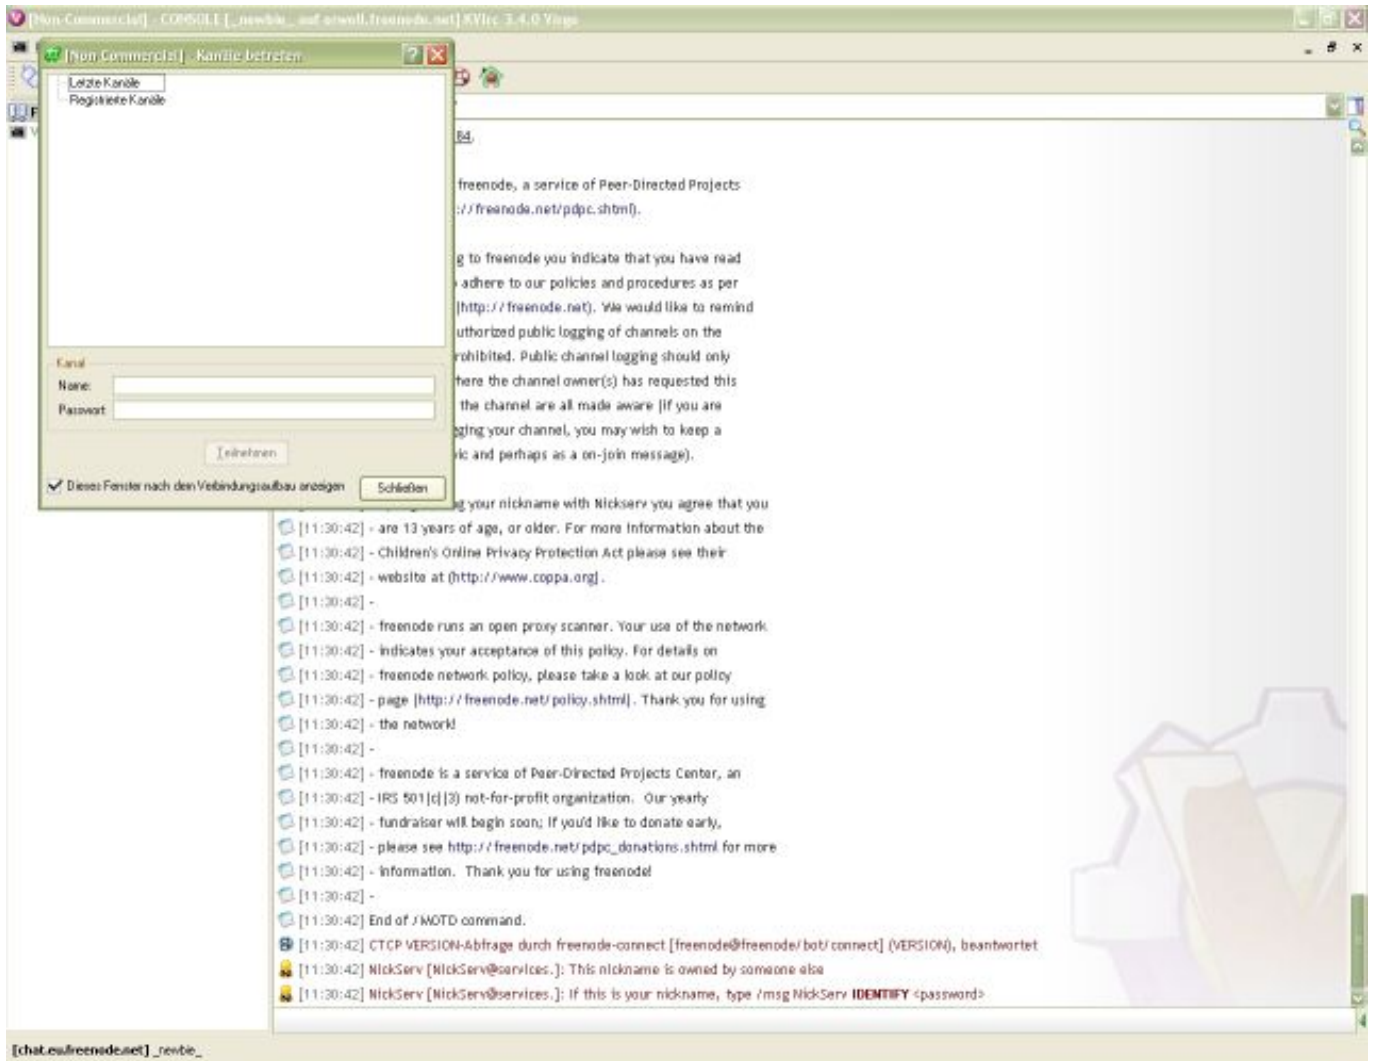 [Non-Commercial] - CONSOLE [_newbie_ auf orwell.freenode.net] KVIrc 3.4.0 Virgo
[Non-Commercial] - Kanäle betreten
Letzte Kanäle
Registrierte Kanäle
Kanal
Name:
Passwort
Teilnehmen
Dieses Fenster nach dem Verbindungsaufbau anzeigen
Schließen
84.
freenode, a service of Peer-Directed Projects
://freenode.net/pdpc.shtml).
g to freenode you indicate that you have read
adhere to our policies and procedures as per
(http://freenode.net). We would like to remind
uthorized public logging of channels on the
rohibited. Public channel logging should only
here the channel owner(s) has requested this
the channel are all made aware (if you are
gging your channel, you may wish to keep a
ic and perhaps as a on-join message).
g your nickname with Nickserv you agree that you
[11:30:42] - are 13 years of age, or older. For more information about the
[11:30:42] - Children's Online Privacy Protection Act please see their
[11:30:42] - website at (http://www.coppa.org).
[11:30:42] -
[11:30:42] - freenode runs an open proxy scanner. Your use of the network
[11:30:42] - indicates your acceptance of this policy. For details on
[11:30:42] - freenode network policy, please take a look at our policy
[11:30:42] - page (http://freenode.net/policy.shtml). Thank you for using
[11:30:42] - the network!
[11:30:42] -
[11:30:42] - freenode is a service of Peer-Directed Projects Center, an
[11:30:42] - IRS 501(c)(3) not-for-profit organization.  Our yearly
[11:30:42] - fundraiser will begin soon; if you'd like to donate early,
[11:30:42] - please see http://freenode.net/pdpc_donations.shtml for more
[11:30:42] - information.  Thank you for using freenode!
[11:30:42] -
[11:30:42] End of /MOTD command.
[11:30:42] CTCP VERSION-Abfrage durch freenode-connect [freenode@freenode/bot/connect] (VERSION), beantwortet
[11:30:42] NickServ [NickServ@services.]: This nickname is owned by someone else
[11:30:42] NickServ [NickServ@services.]: If this is your nickname, type /msg NickServ IDENTIFY <password>
[chat.eu.freenode.net] _newbie_